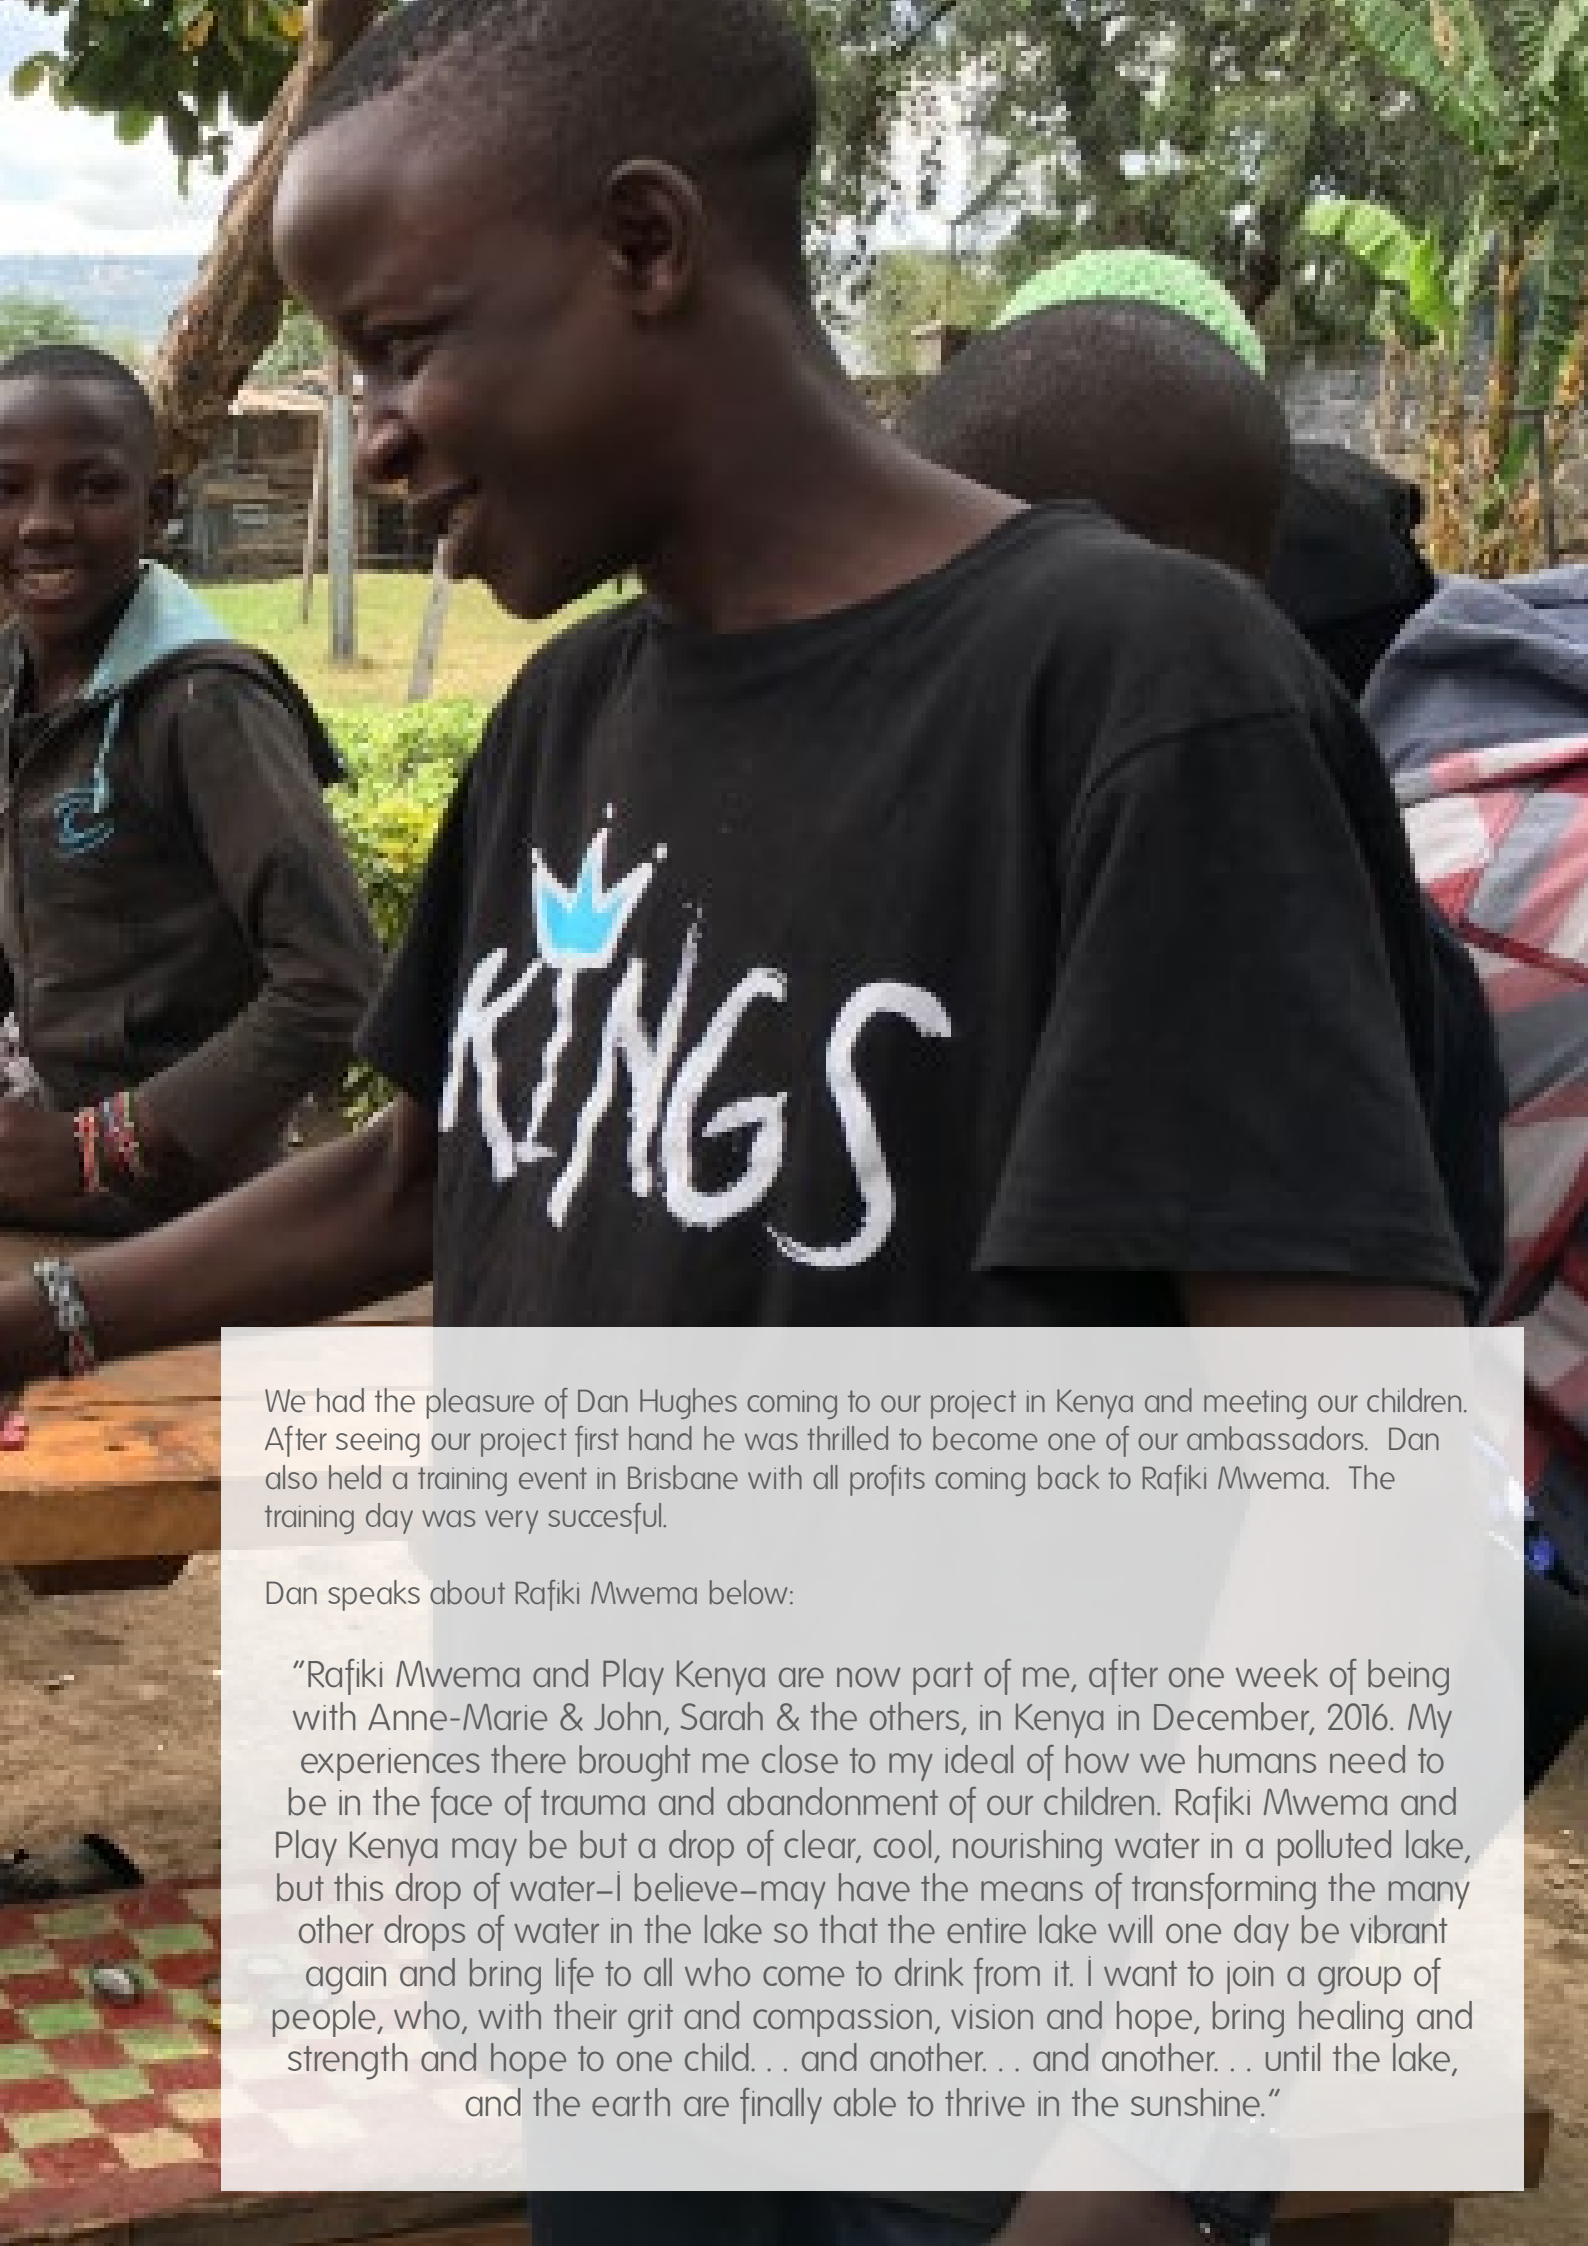 KINGS
We had the pleasure of Dan Hughes coming to our project in Kenya and meeting our children.
After seeing our project first hand he was thrilled to become one of our ambassadors.  Dan
also held a training event in Brisbane with all profits coming back to Rafiki Mwema.  The
training day was very succesful.
Dan speaks about Rafiki Mwema below:
“Rafiki Mwema and Play Kenya are now part of me, after one week of being
with Anne-Marie & John, Sarah & the others, in Kenya in December, 2016. My
experiences there brought me close to my ideal of how we humans need to
be in the face of trauma and abandonment of our children. Rafiki Mwema and
Play Kenya may be but a drop of clear, cool, nourishing water in a polluted lake,
but this drop of water–I believe–may have the means of transforming the many
other drops of water in the lake so that the entire lake will one day be vibrant
again and bring life to all who come to drink from it. I want to join a group of
people, who, with their grit and compassion, vision and hope, bring healing and
strength and hope to one child. . . and another. . . and another. . . until the lake,
and the earth are finally able to thrive in the sunshine.”